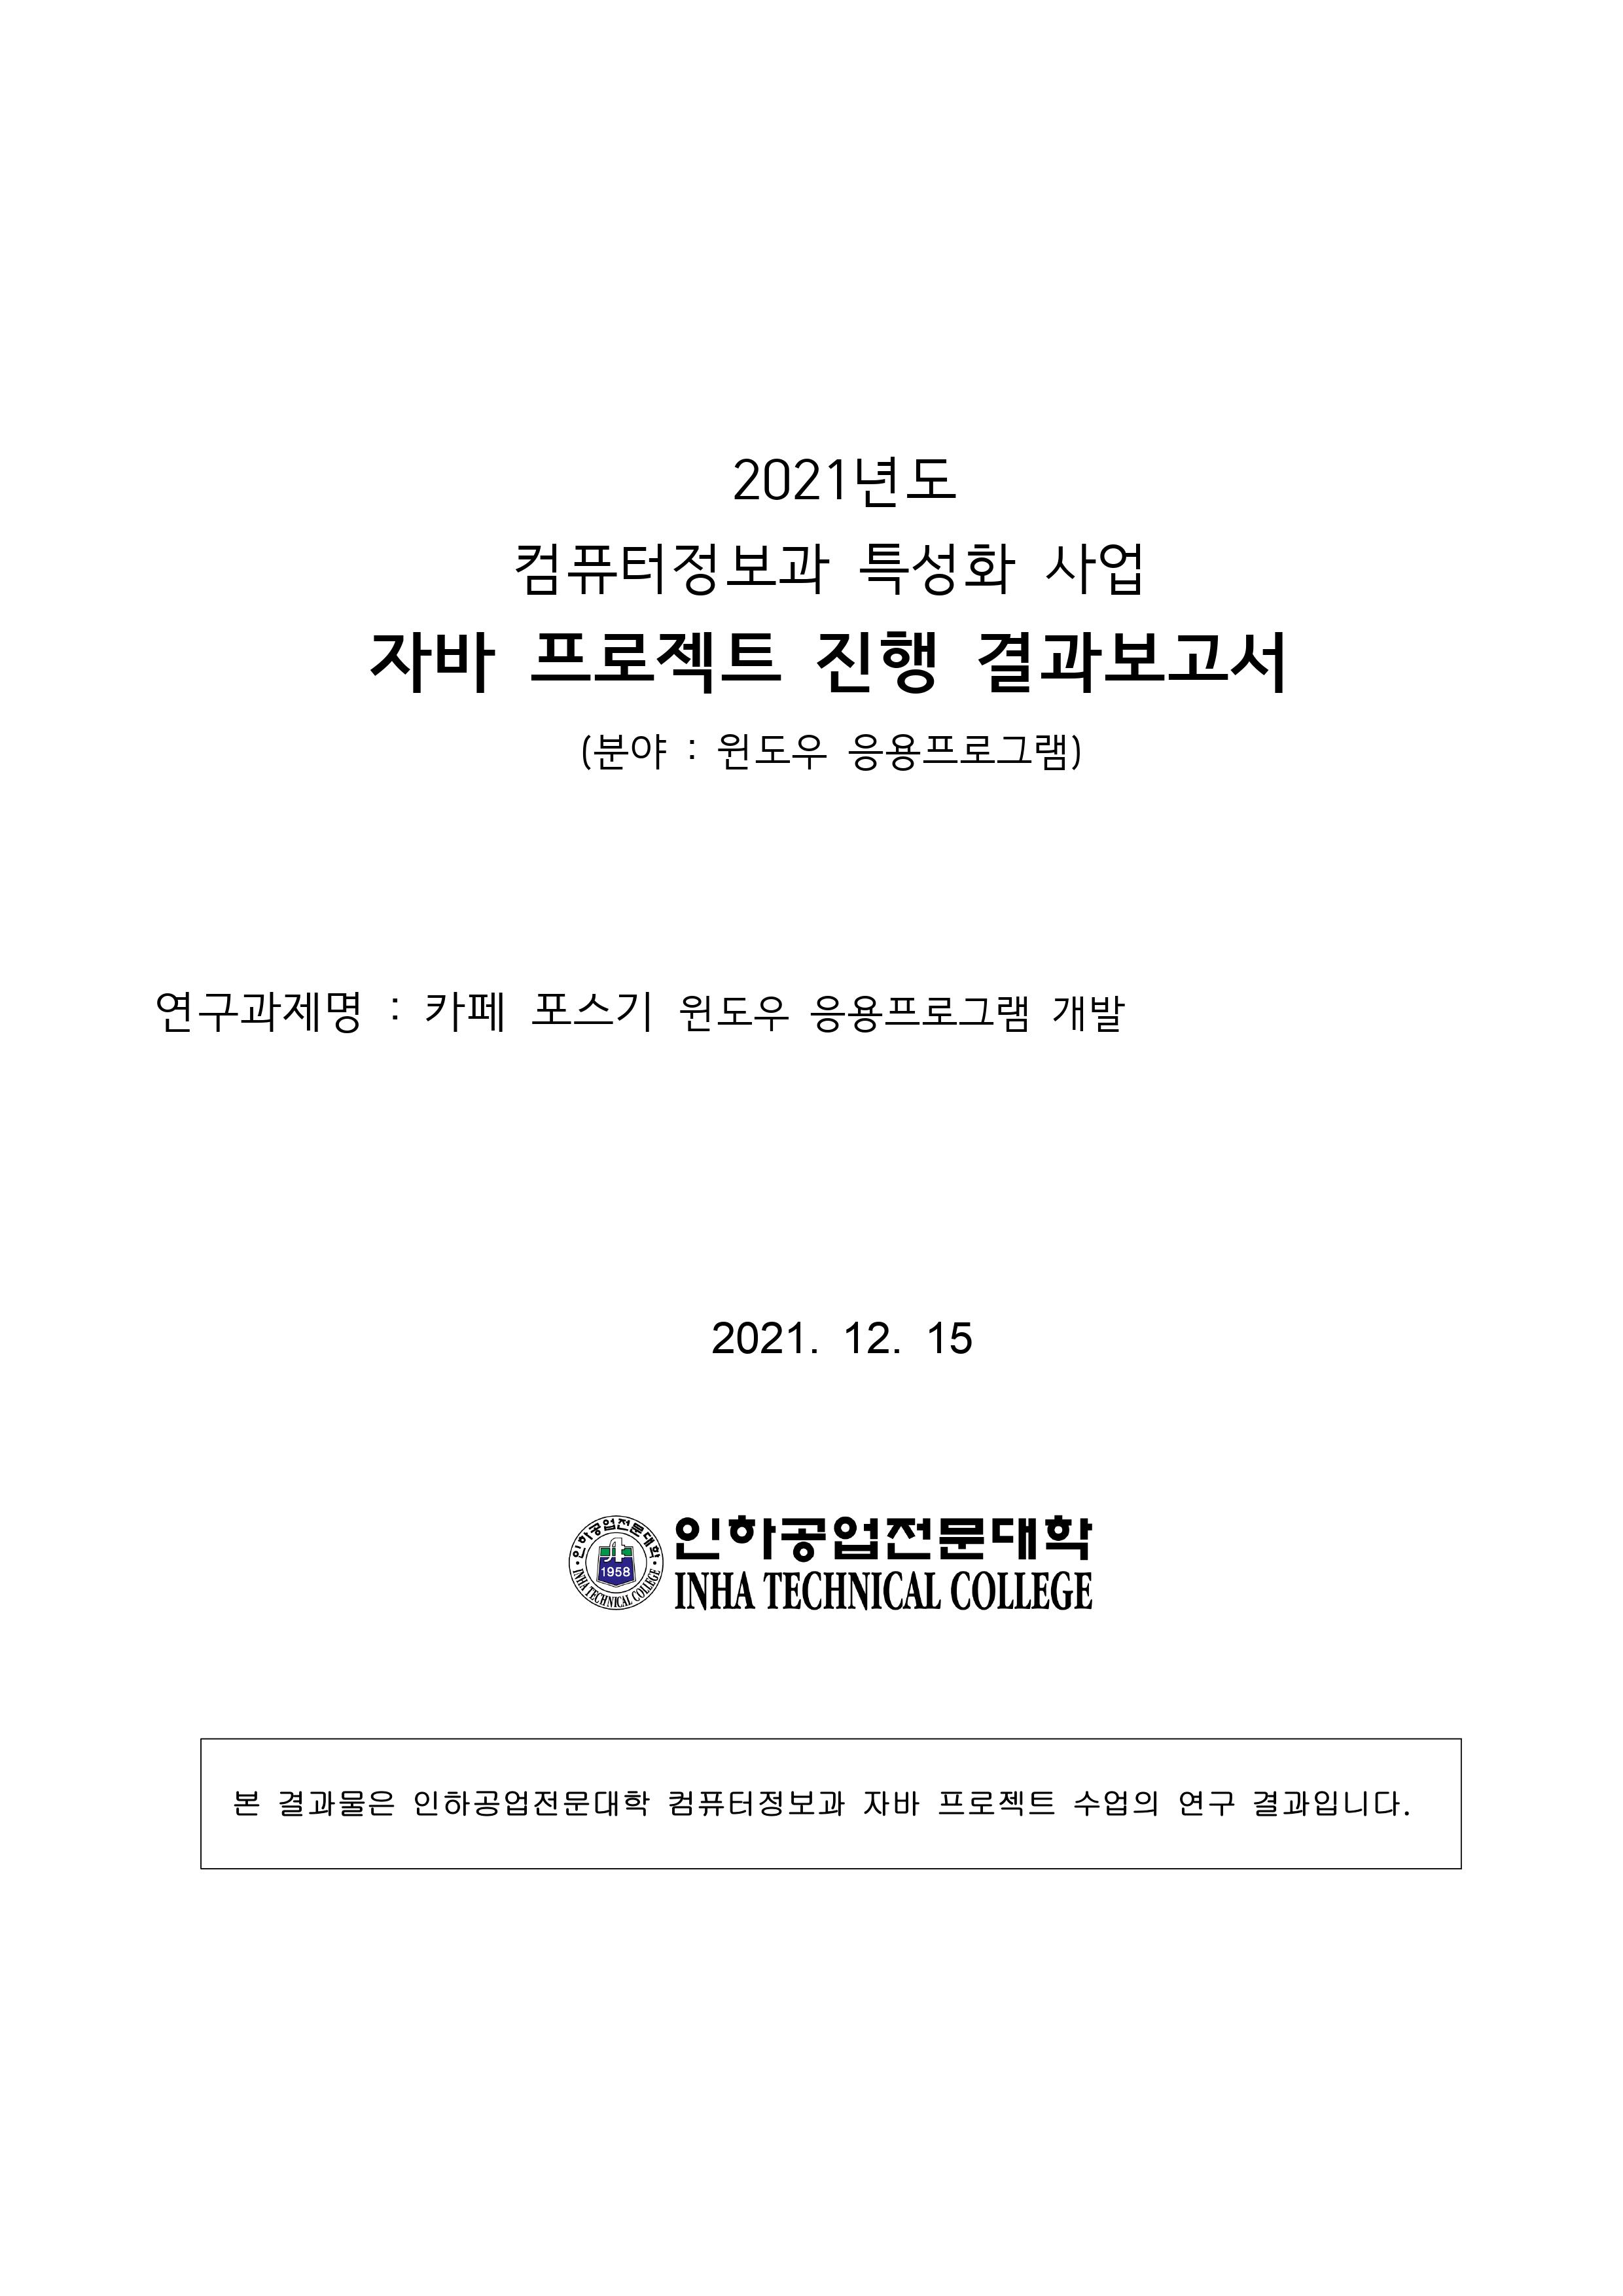 2021년도
컴퓨터정보과 특성화 사업
자바 프로젝트 진행 결과보고서
(분야 : 윈도우 응용프로그램)
연구과제명 : 카페 포스기 윈도우 응용프로그램 개발
2021. 12. 15
인하공업전문대학
1958
INHA TECHNICAL COLLEGE
인하공업전문대학
INHA TECHNICAL COLLEGE
본 결과물은 인하공업전문대학 컴퓨터정보과 자바 프로젝트 수업의 연구 결과입니다.